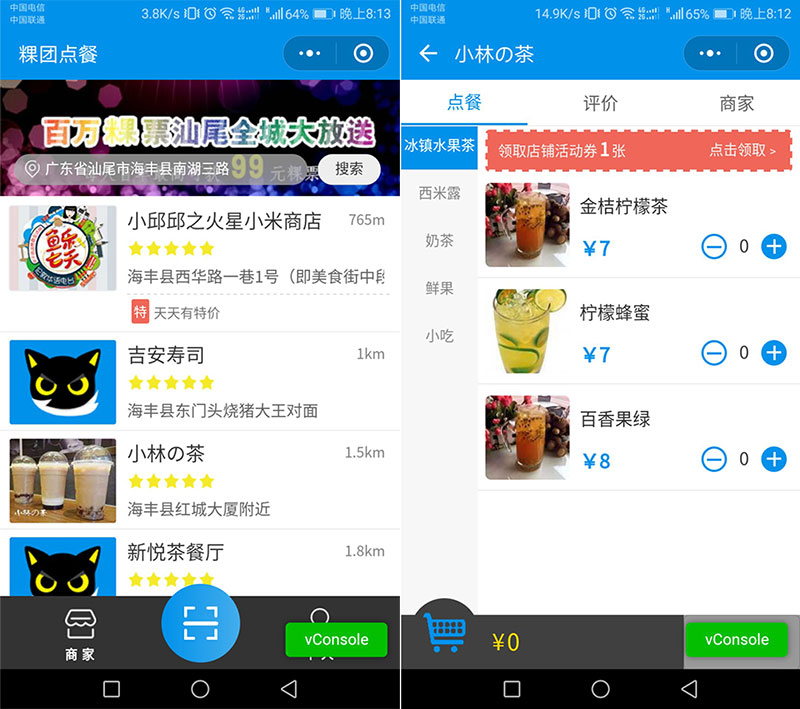 中国电信
中国联通
3.8K/s
64%
晚上8:13
粿团点餐
百万粿票汕尾全城大放送
广东省汕尾市海丰县南湖三路
99
元粿票
搜索
小邱邱之火星小米商店
765m
海丰县西华路一巷1号（即美食街中段
特
天天有特价
吉安寿司
1km
海丰县东门头烧猪大王对面
小林の茶
小林の茶
1.5km
海丰县红城大厦附近
新悦茶餐厅
1.8km
商家
vConsole
中国电信
中国联通
14.9K/s
65%
晚上8:12
小林の茶
点餐
评价
商家
冰镇水果茶
西米露
奶茶
鲜果
小吃
领取店铺活动券1张
点击领取 >
金桔柠檬茶
¥7
0
柠檬蜂蜜
¥7
0
百香果绿
¥8
0
¥0
vConsole